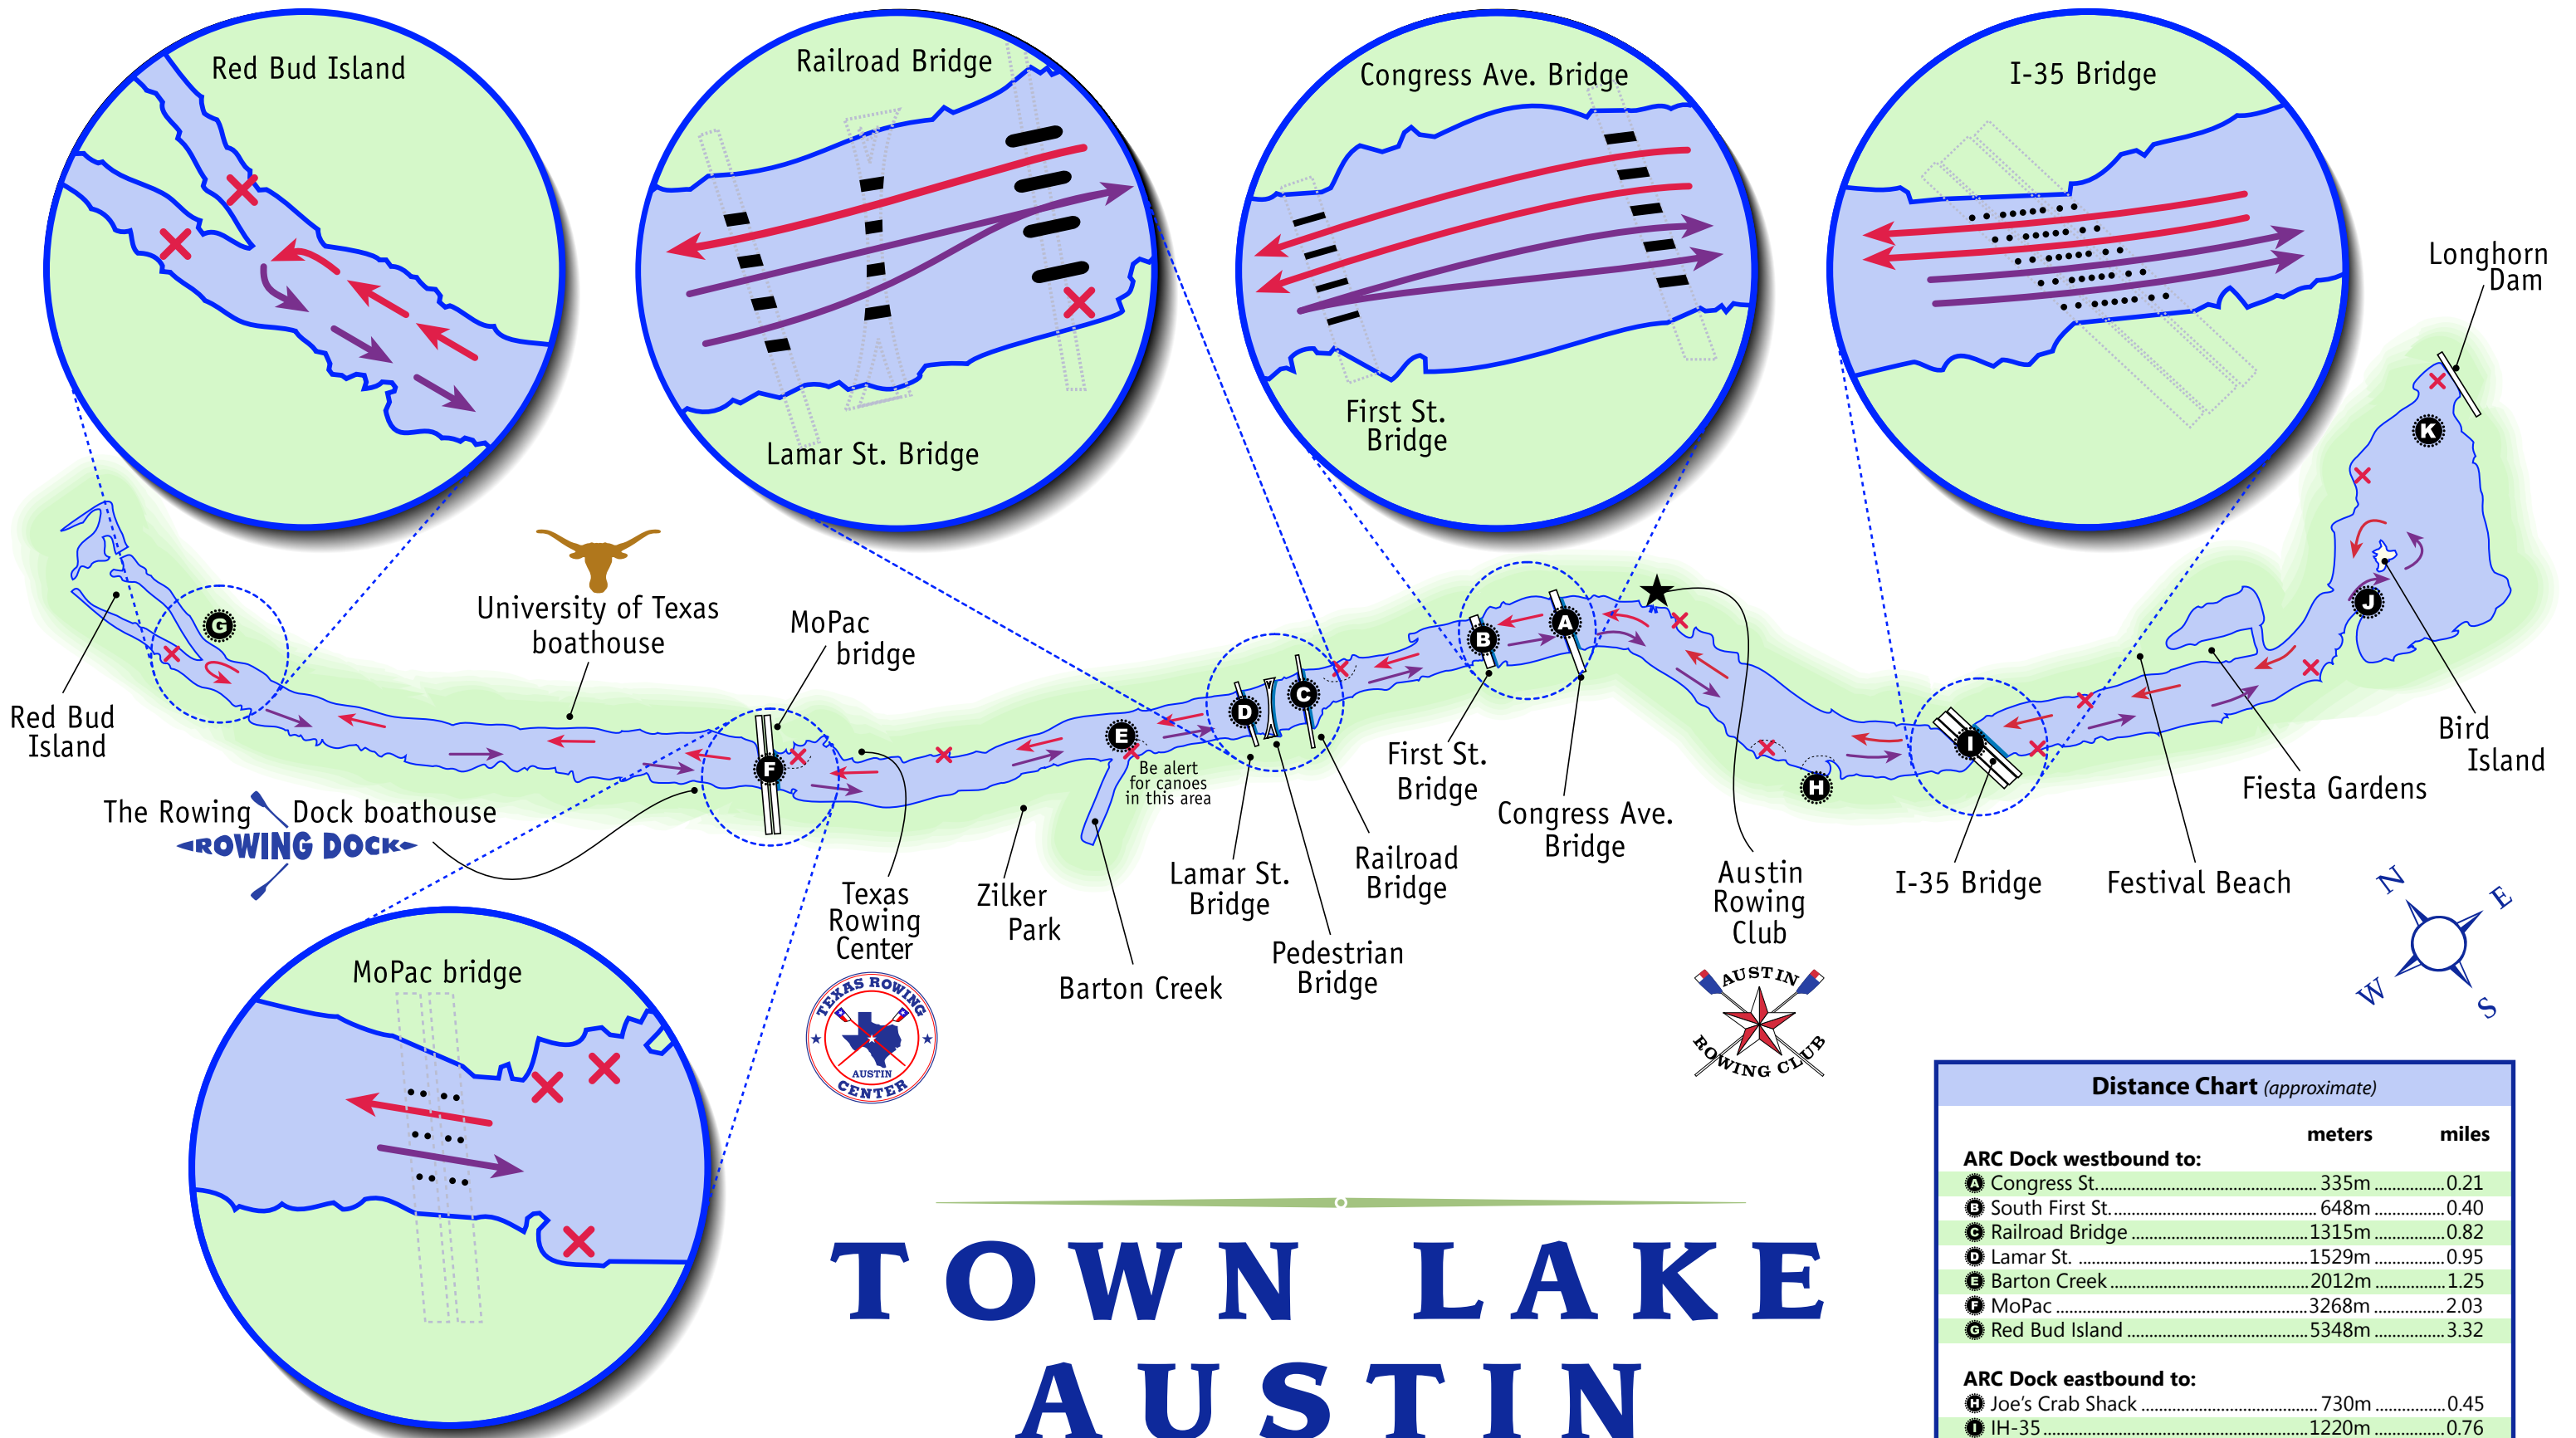 Red Bud Island
Railroad Bridge
Lamar St. Bridge
Congress Ave. Bridge
First St.
Bridge
I-35 Bridge
Longhorn
Dam
K
J
G
University of Texas
boathouse
MoPac
bridge
Red Bud
Island
The Rowing Dock boathouse
ROWING DOCK
F
E
Be alert
for canoes
in this area
D
C
B
A
H
I
Texas
Rowing
Center
Zilker
Park
Barton Creek
Lamar St.
Bridge
Pedestrian
Bridge
Railroad
Bridge
First St.
Bridge
Congress Ave.
Bridge
Austin
Rowing
Club
I-35 Bridge
Festival Beach
Fiesta Gardens
Bird
Island
N
E
W
S
TEXAS ROWING
AUSTIN
CENTER
AUSTIN
ROWING CLUB
MoPac bridge
TOWN LAKE
AUSTIN
Distance Chart (approximate)
meters miles
ARC Dock westbound to:
A Congress St. 335m 0.21
B South First St. 648m 0.40
C Railroad Bridge 1315m 0.82
D Lamar St. 1529m 0.95
E Barton Creek 2012m 1.25
F MoPac 3268m 2.03
G Red Bud Island 5348m 3.32
ARC Dock eastbound to:
H Joe's Crab Shack 730m 0.45
I IH-35 1220m 0.76